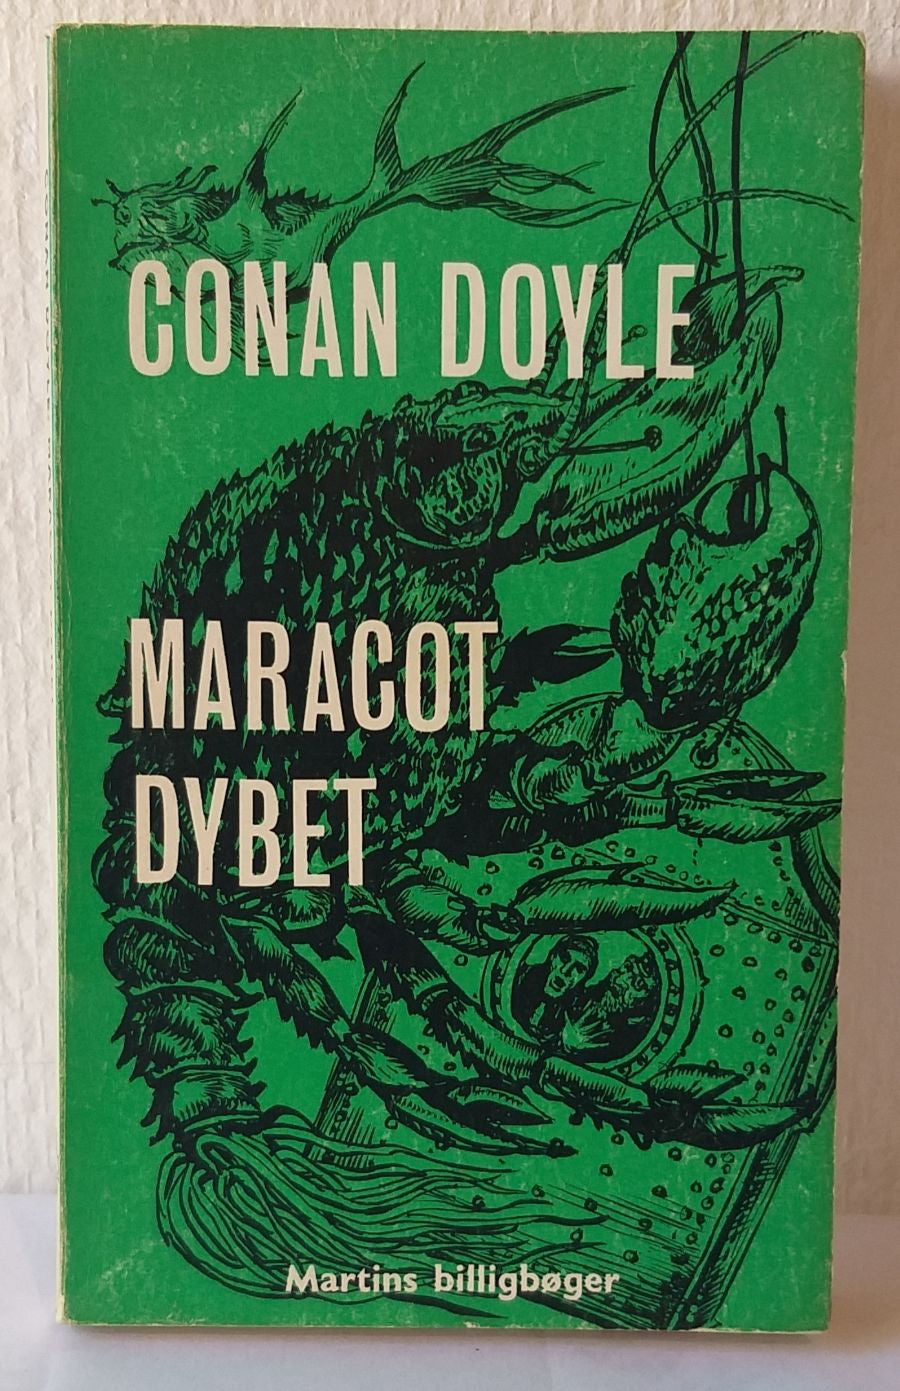 CONAN DOYLE
MARACOT
DYBET
Martins billigbøger